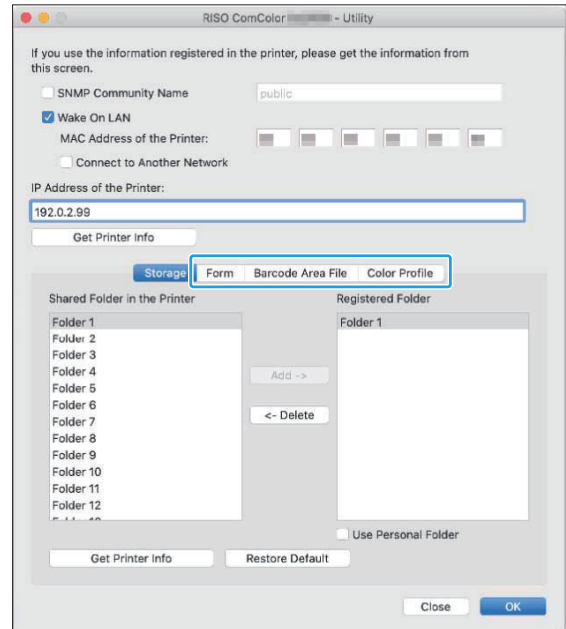 RISO ComColor - Utility
If you use the information registered in the printer, please get the information from
this screen.
SNMP Community Name public
Wake On LAN
MAC Address of the Printer:
Connect to Another Network
IP Address of the Printer:
192.0.2.99
Get Printer Info
Storage Form Barcode Area File Color Profile
Shared Folder in the Printer Registered Folder
Folder 1 Folder 1
Folder 2
Folder 3
Folder 4
Add ->
Folder 5
Folder 6
Folder 7
<- Delete
Folder 8
Folder 9
Folder 10
Folder 11
Folder 12
Use Personal Folder
Get Printer Info Restore Default
Close OK